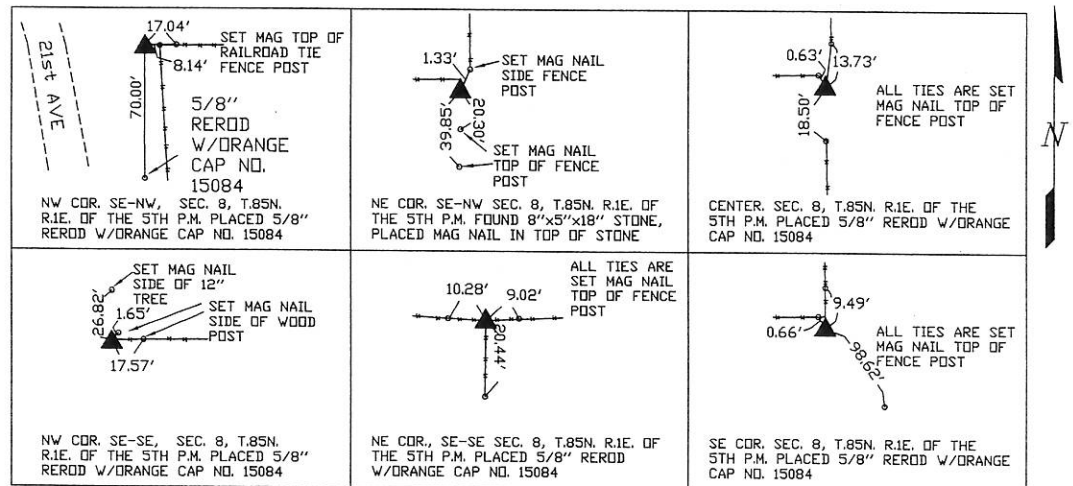 17.04'
SET MAG TOP OF
RAILROAD TIE
FENCE POST
8.14'
21st AVE
70.00'
5/8"
REROD
W/ORANGE
CAP NO.
15084
NW COR. SE-NW, SEC. 8, T.85N.
R.1E. OF THE 5TH P.M. PLACED 5/8"
REROD W/ORANGE CAP NO. 15084
1.33'
SET MAG NAIL
SIDE FENCE
POST
39.85'
20.30'
SET MAG NAIL
TOP OF FENCE
POST
NE COR. SE-NW SEC. 8, T.85N. R.1E. OF
THE 5TH P.M. FOUND 8"x5"x18" STONE,
PLACED MAG NAIL IN TOP OF STONE
0.63'
13.73'
18.50'
ALL TIES ARE SET
MAG NAIL TOP OF
FENCE POST
CENTER. SEC. 8, T.85N. R.1E. OF THE
5TH P.M. PLACED 5/8" REROD W/ORANGE
CAP NO. 15084
N
SET MAG NAIL
SIDE OF 12"
TREE
26.82'
1.65'
SET MAG NAIL
SIDE OF WOOD
POST
17.57'
NW COR. SE-SE, SEC. 8, T.85N.
R.1E. OF THE 5TH P.M. PLACED 5/8"
REROD W/ORANGE CAP NO. 15084
ALL TIES ARE
SET MAG NAIL
TOP OF FENCE
POST
10.28'
9.02'
20.44'
NE COR., SE-SE SEC. 8, T.85N. R.1E. OF
THE 5TH P.M. PLACED 5/8" REROD
W/ORANGE CAP NO. 15084
9.49'
0.66'
98.62'
ALL TIES ARE SET
MAG NAIL TOP OF
FENCE POST
SE COR. SEC. 8, T.85N. R.1E. OF THE
5TH P.M. PLACED 5/8" REROD W/ORANGE
CAP NO. 15084